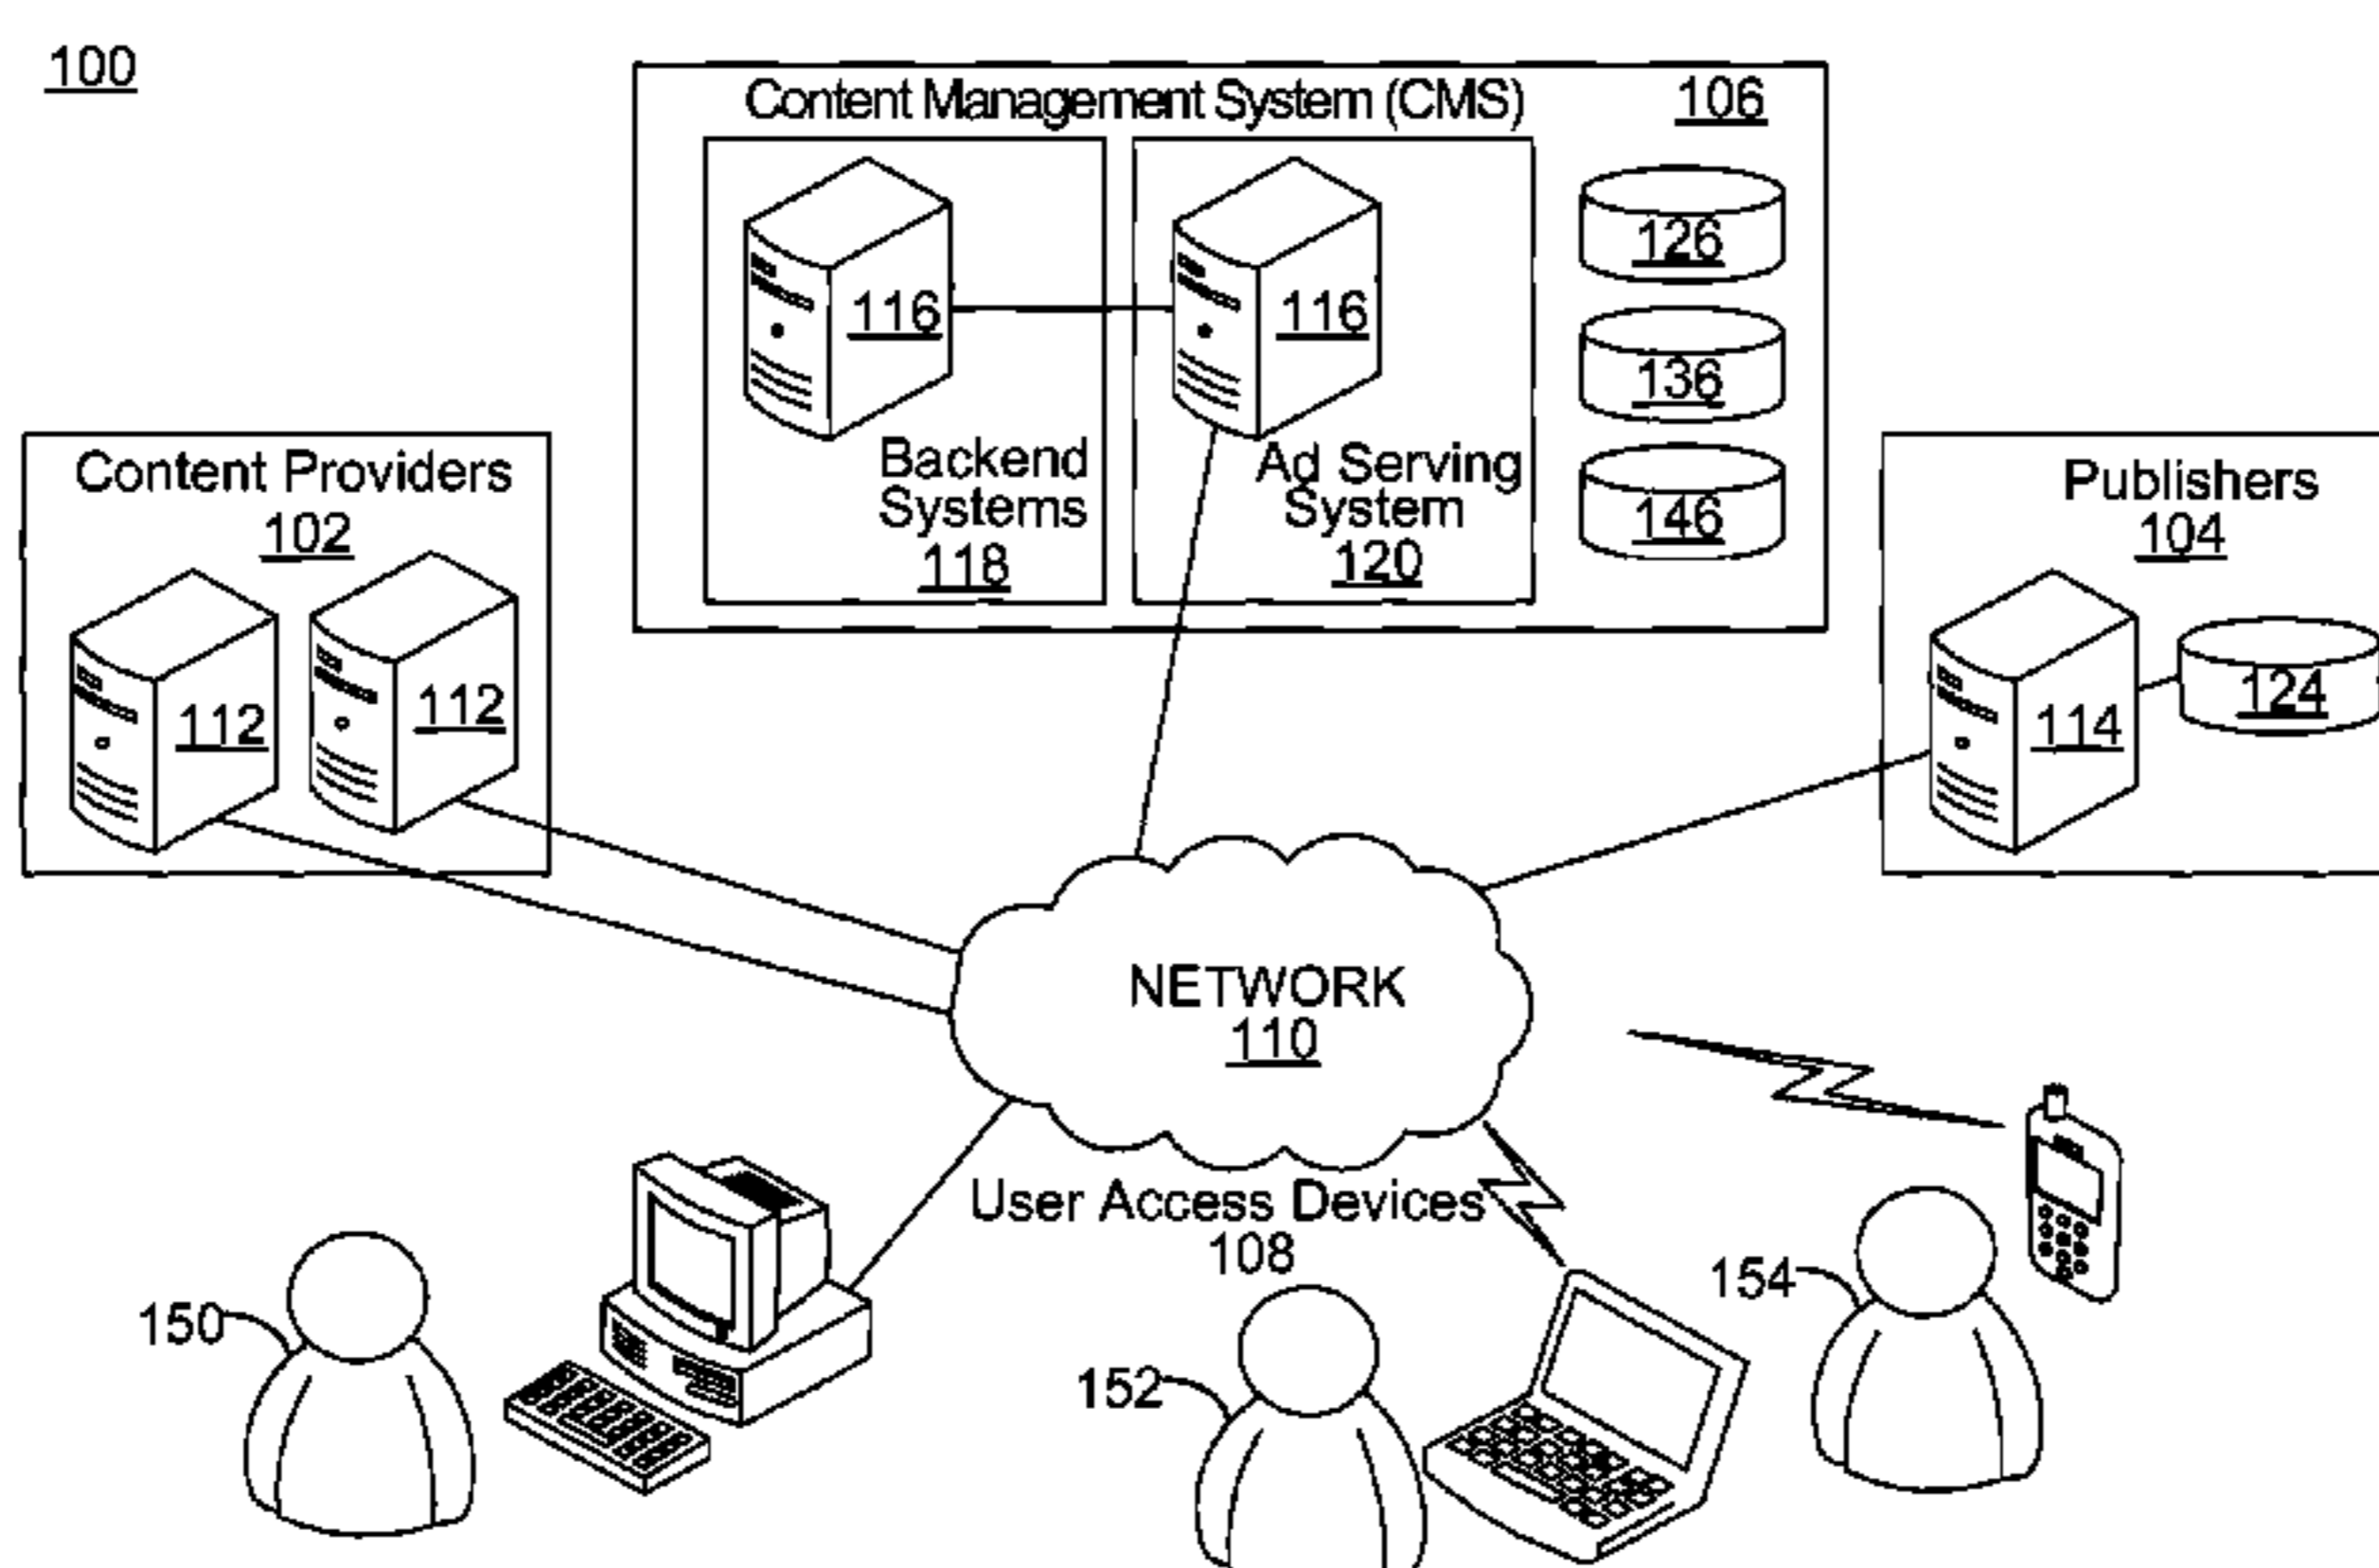 100
Content Management System (CMS)
106
116
116
126
136
146
Backend
Systems
118
Ad Serving
System
120
Content Providers
102
112
112
Publishers
104
114
124
NETWORK
110
User Access Devices
108
150
152
154